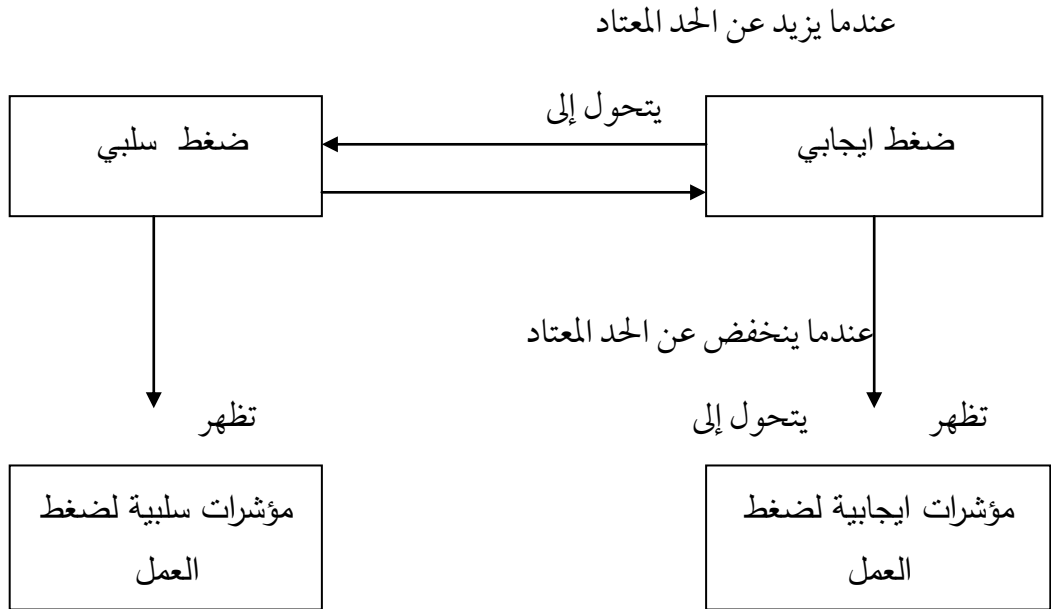 عندما يزيد عن الحد المعتاد
يتحول إلى
ضغط ايجابي
ضغط سلبي
عندما ينخفض عن الحد المعتاد
تظهر
يتحول إلى
تظهر
مؤشرات ايجابية لضغط
العمل
مؤشرات سلبية لضغط
العمل